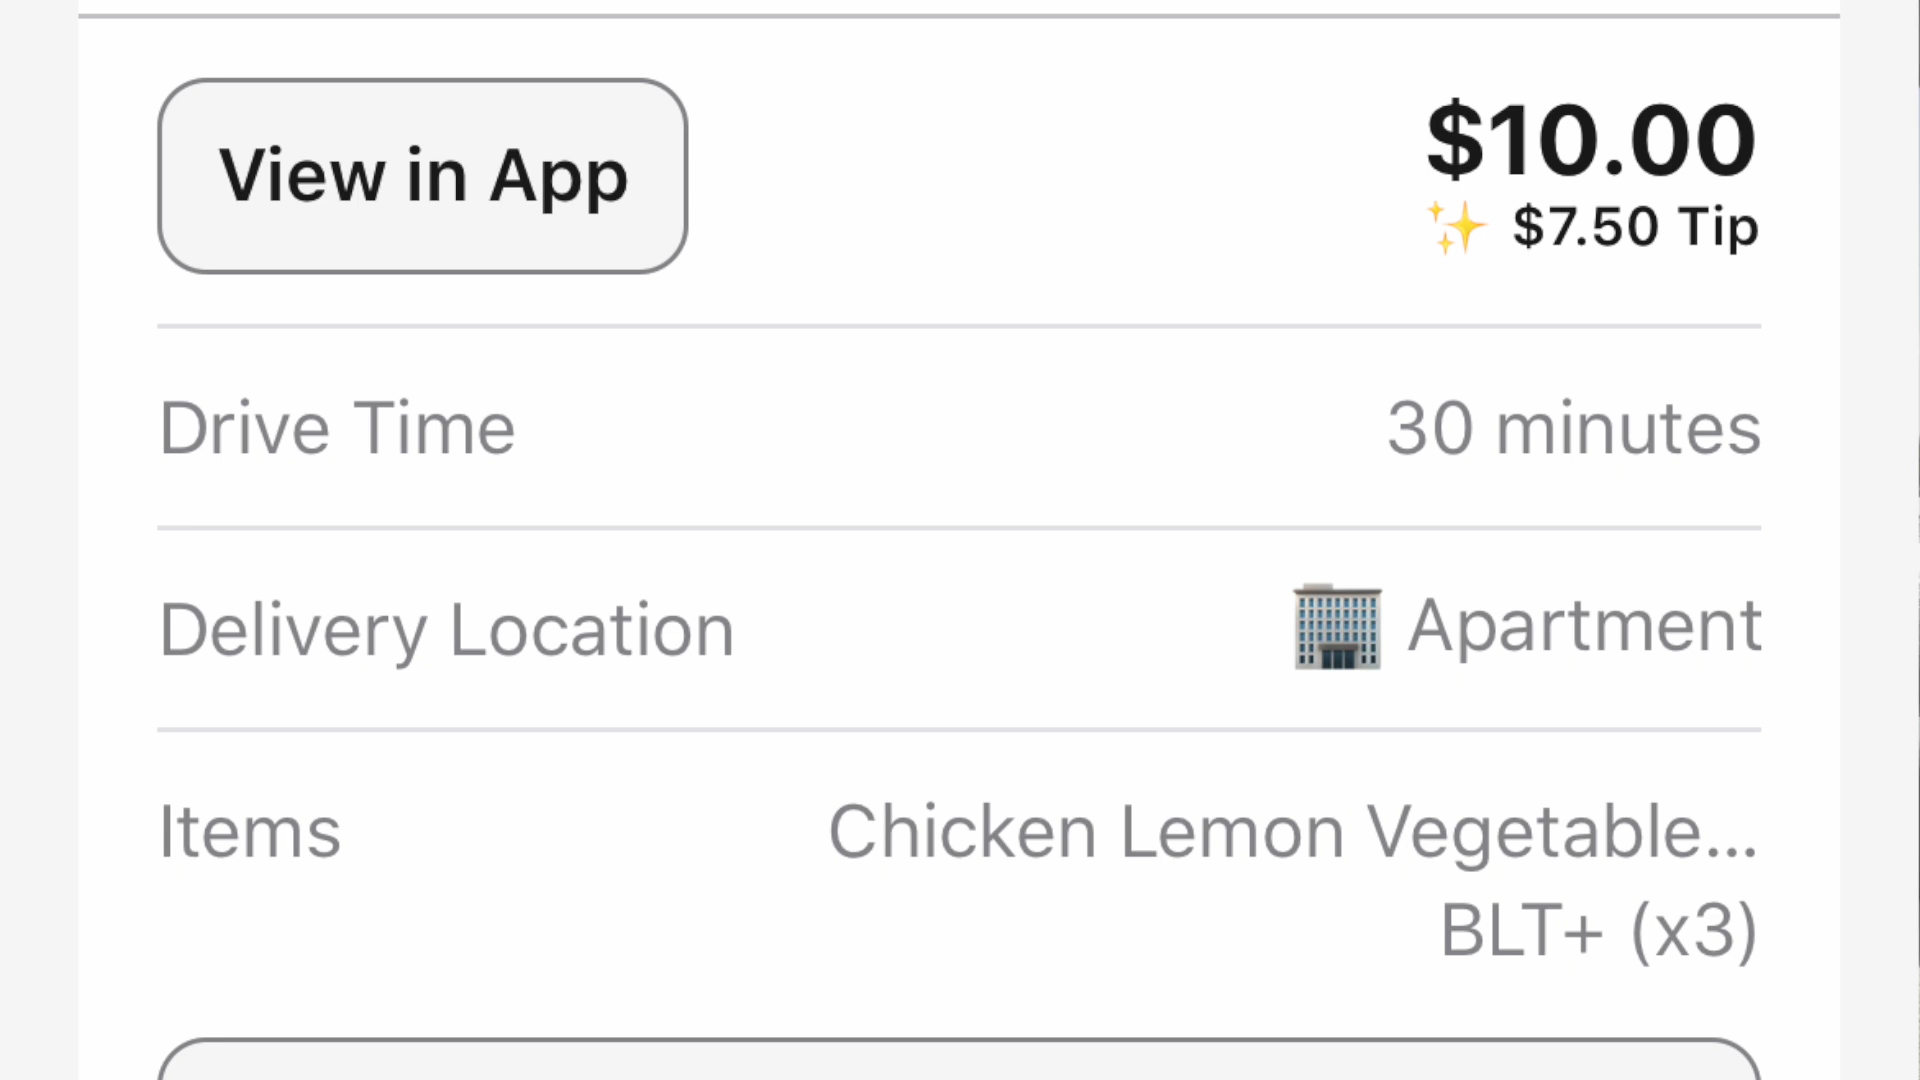 View in App
$10.00
✨ $7.50 Tip
Drive Time
30 minutes
Delivery Location
🏢 Apartment
Items
Chicken Lemon Vegetable...
BLT+ (x3)